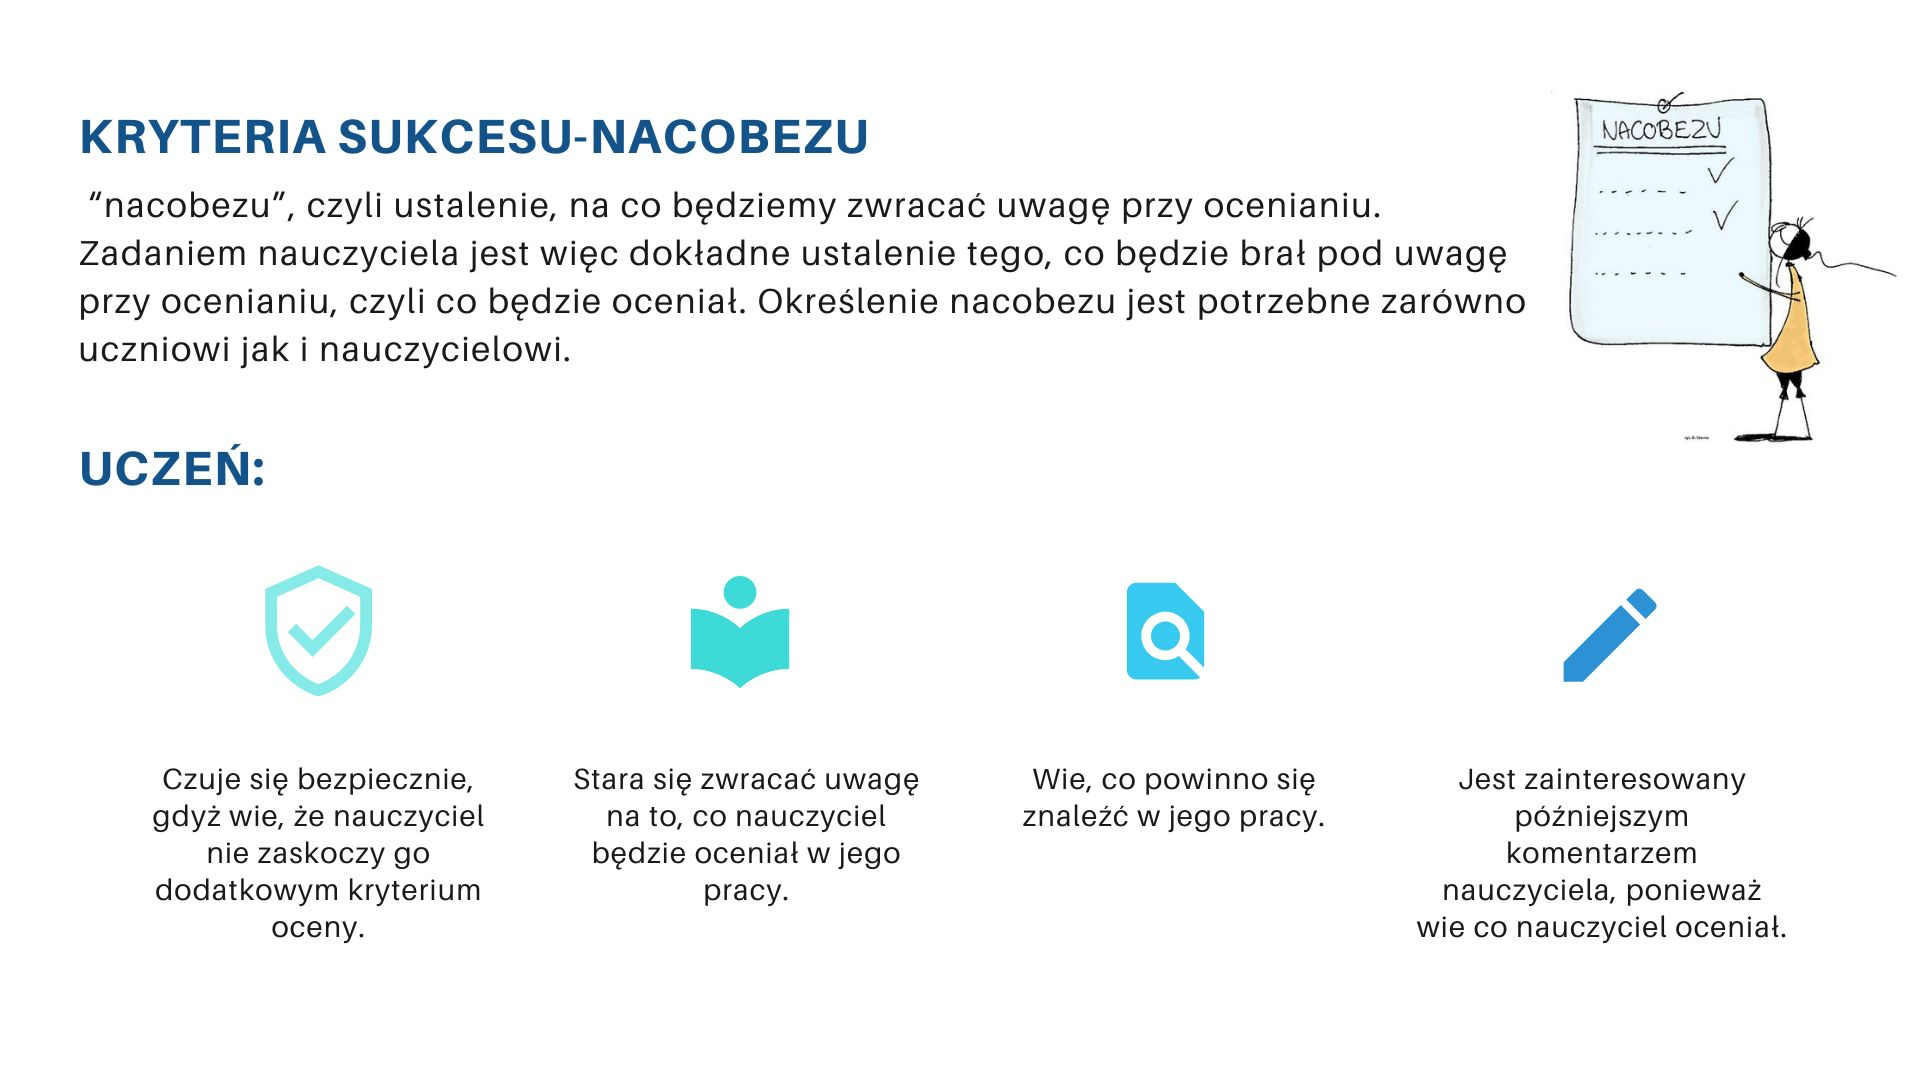 KRYTERIA SUKCESU-NACOBEZU
“nacobezu”, czyli ustalenie, na co będziemy zwracać uwagę przy ocenianiu.
Zadaniem nauczyciela jest więc dokładne ustalenie tego, co będzie brał pod uwagę
przy ocenianiu, czyli co będzie oceniał. Określenie nacobezu jest potrzebne zarówno
uczniowi jak i nauczycielowi.
NACOBEZU
UCZEŃ:
Czuje się bezpiecznie,
gdyż wie, że nauczyciel
nie zaskoczy go
dodatkowym kryterium
oceny.
Stara się zwracać uwagę
na to, co nauczyciel
będzie oceniał w jego
pracy.
Wie, co powinno się
znaleźć w jego pracy.
Jest zainteresowany
późniejszym
komentarzem
nauczyciela, ponieważ
wie co nauczyciel oceniał.